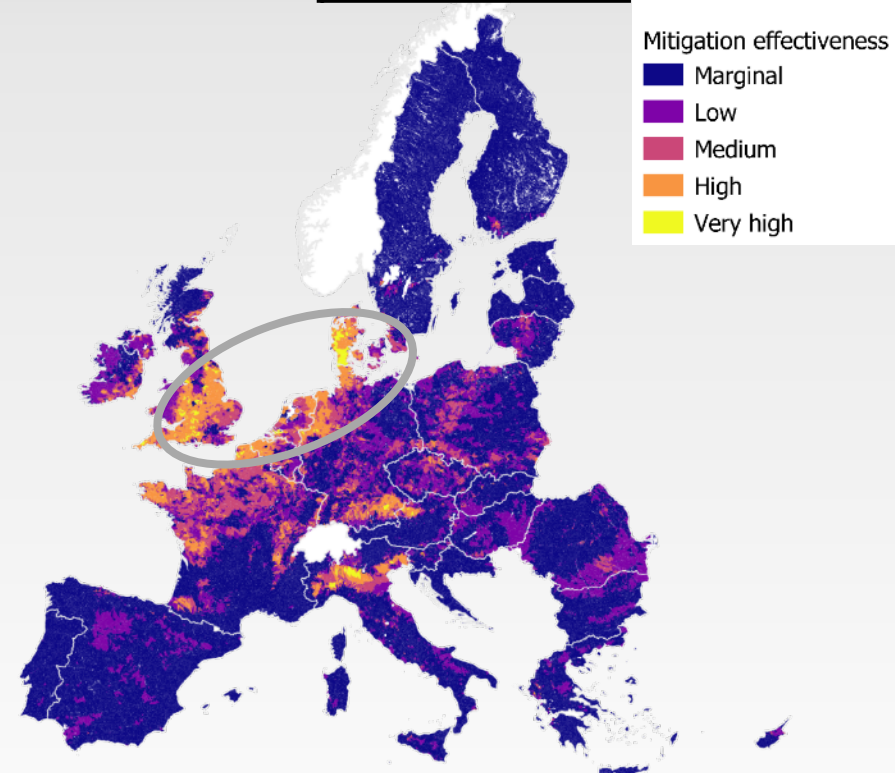 Mitigation effectiveness
Marginal
Low
Medium
High
Very high